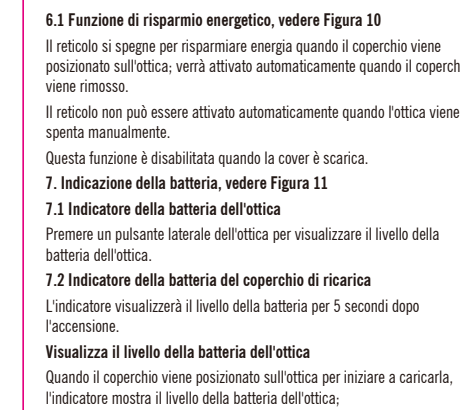 6.1 Funzione di risparmio energetico, vedere Figura 10
Il reticolo si spegne per risparmiare energia quando il coperchio viene
posizionato sull'ottica; verrà attivato automaticamente quando il coperch
viene rimosso.
Il reticolo non può essere attivato automaticamente quando l'ottica viene
spenta manualmente.
Questa funzione è disabilitata quando la cover è scarica.
7. Indicazione della batteria, vedere Figura 11
7.1 Indicatore della batteria dell'ottica
Premere un pulsante laterale dell'ottica per visualizzare il livello della
batteria dell'ottica.
7.2 Indicatore della batteria del coperchio di ricarica
L'indicatore visualizzerà il livello della batteria per 5 secondi dopo
l'accensione.
Visualizza il livello della batteria dell'ottica
Quando il coperchio viene posizionato sull'ottica per iniziare a caricarla,
l'indicatore mostra il livello della batteria dell'ottica;